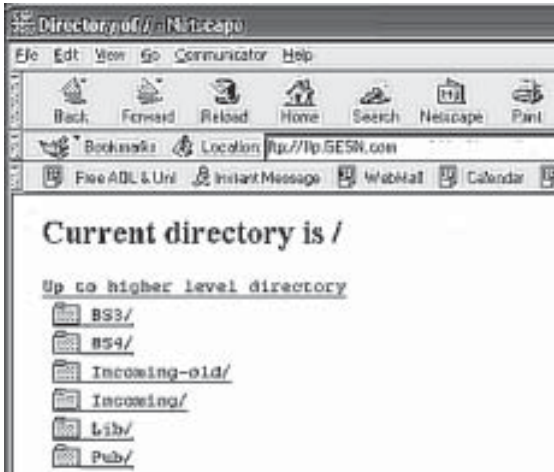 Directory of / - Netscape
File Edit View Go Communicator Help
Back Forward Reload Home Search Netscape Print
Bookmarks Location: ftp://ftp.GESN.com
Free AOL & Unl Instant Message WebMail Calendar
Current directory is /
Up to higher level directory
BS3/
BS4/
Incoming-old/
Incoming/
Lib/
Pub/